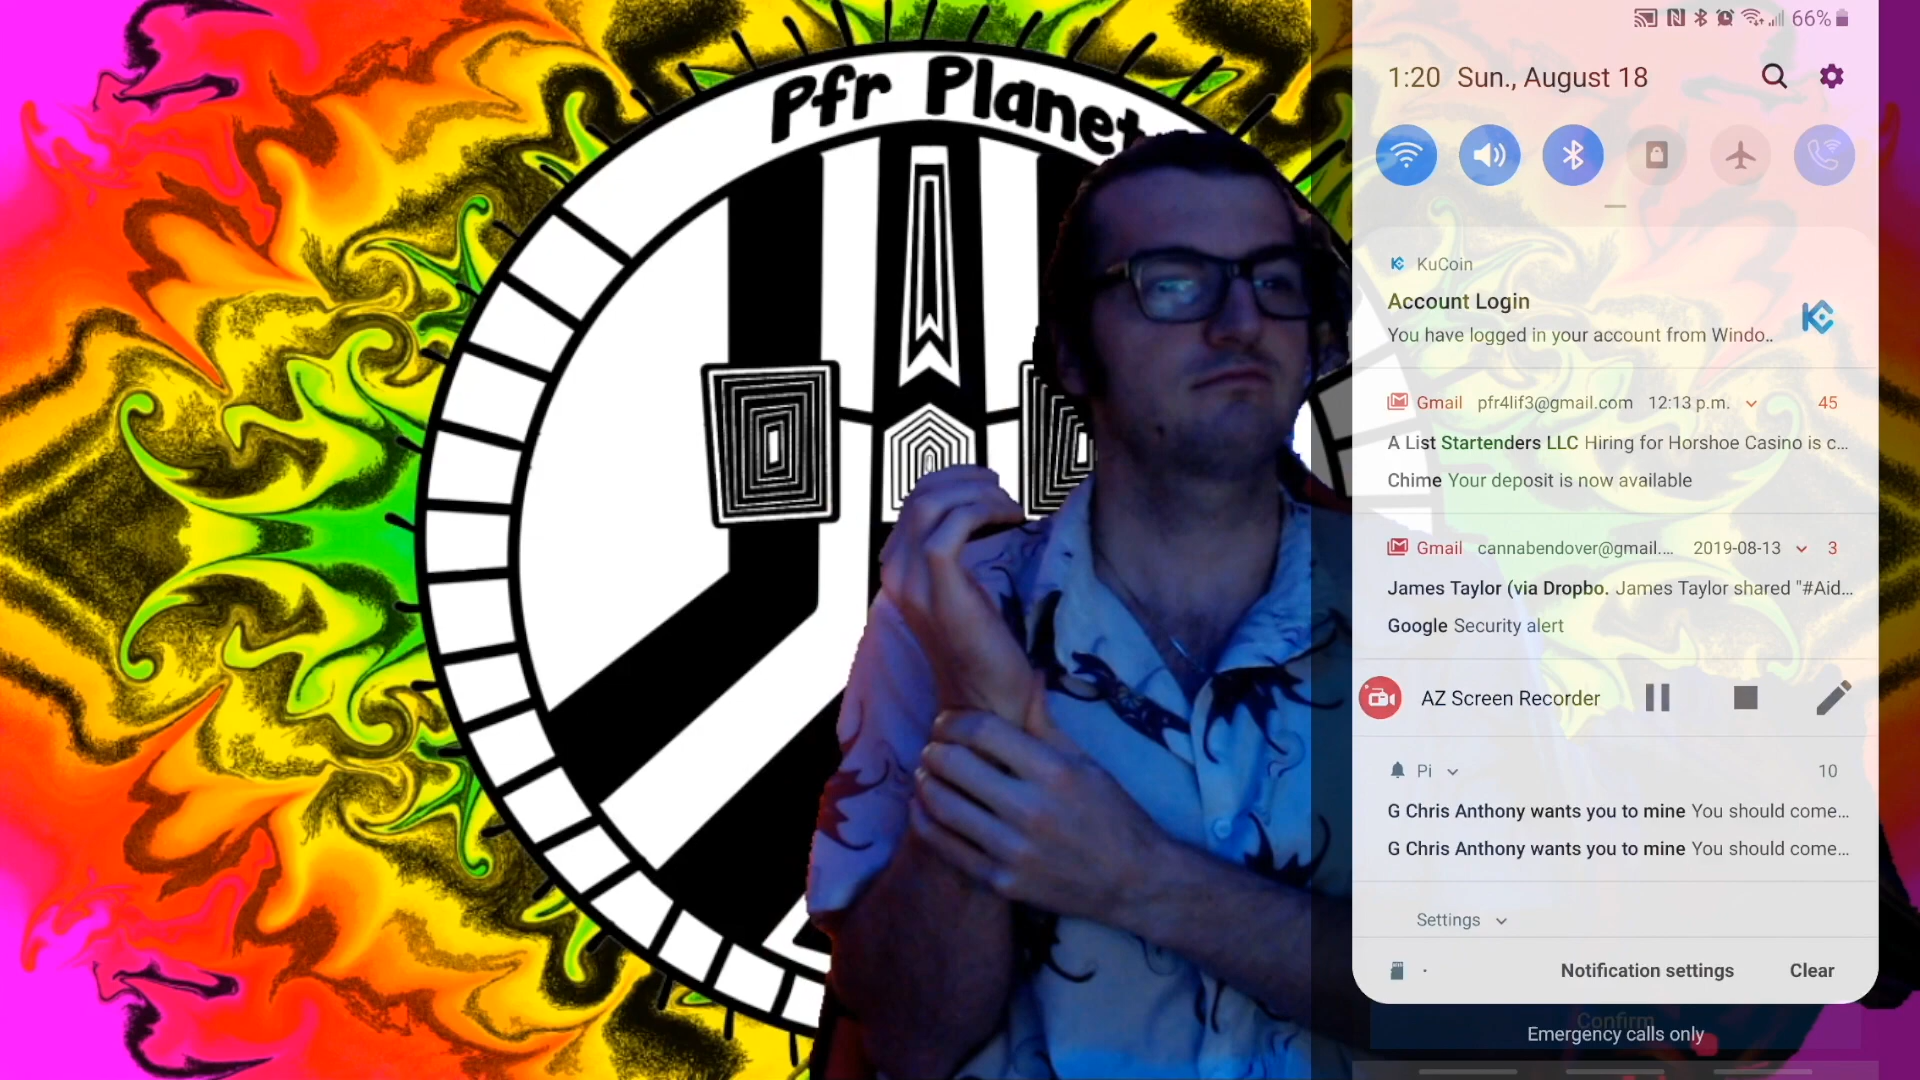 Pfr Planet
66%
1:20 Sun., August 18
KuCoin
Account Login
You have logged in your account from Windo..
Gmail pfr4lif3@gmail.com 12:13 p.m. 45
A List Startenders LLC Hiring for Horshoe Casino is c...
Chime Your deposit is now available
Gmail cannabendover@gmail.... 2019-08-13 3
James Taylor (via Dropbo. James Taylor shared "#Aid...
Google Security alert
AZ Screen Recorder
Pi 10
G Chris Anthony wants you to mine You should come...
G Chris Anthony wants you to mine You should come...
Settings
Notification settings Clear
Confirm
Emergency calls only